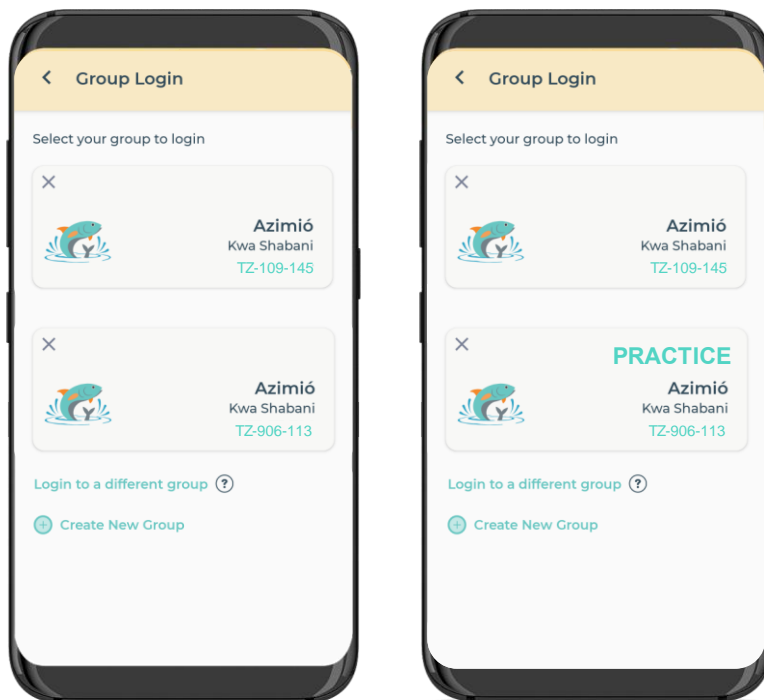 Group Login
Select your group to login
Azimió
Kwa Shabani
TZ-109-145
Azimió
Kwa Shabani
TZ-906-113
Login to a different group ?
Create New Group
Group Login
Select your group to login
Azimió
Kwa Shabani
TZ-109-145
PRACTICE
Azimió
Kwa Shabani
TZ-906-113
Login to a different group ?
Create New Group